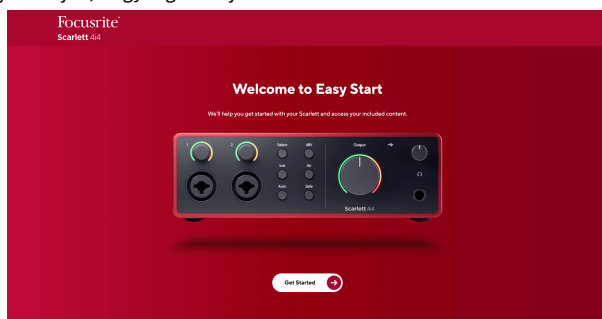 Focusrite®
Scarlett 4i4
Welcome to Easy Start
We'll help you get started with your Scarlett and access your included content.
1 2 Select 48V Output
Inst Air
Auto Safe
Scarlett 4i4
Get Started